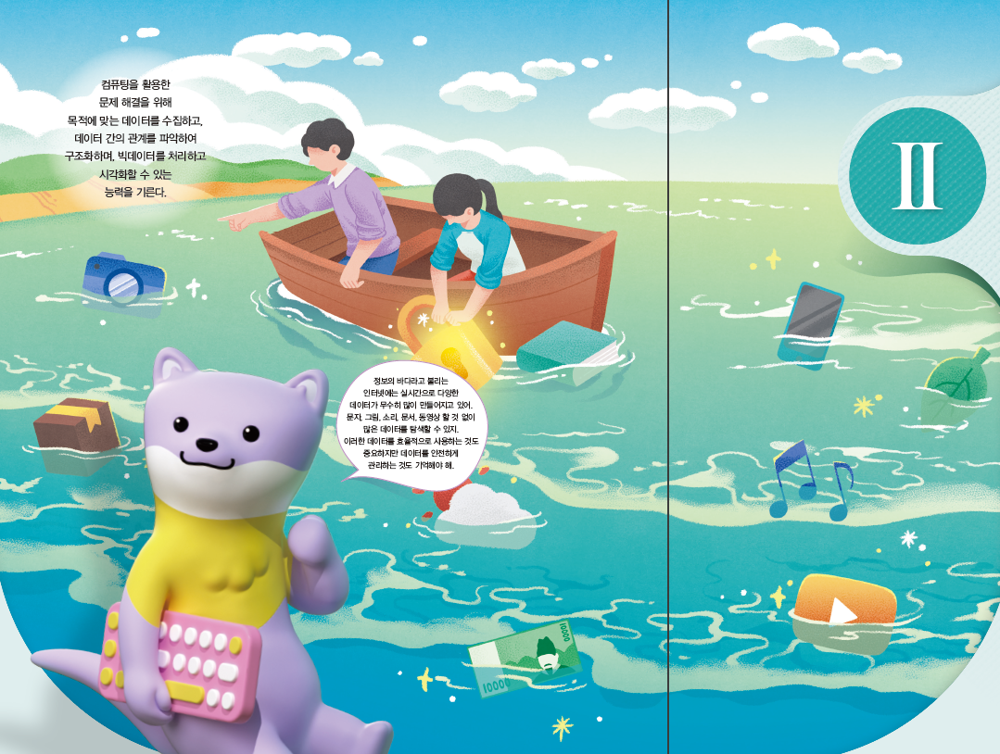 컴퓨팅을 활용한
문제 해결을 위해
목적에 맞는 데이터를 수집하고,
데이터 간의 관계를 파악하여
구조화하며, 빅데이터를 처리하고
시각화할 수 있는
능력을 기른다.
II
정보의 바다라고 불리는
인터넷에는 실시간으로 다양한
데이터가 무수히 많이 만들어지고 있어.
문자, 그림, 소리, 문서, 동영상 할 것 없이
많은 데이터를 탐색할 수 있지.
이러한 데이터를 효율적으로 사용하는 것도
중요하지만 데이터를 안전하게
관리하는 것도 기억해야 해.
10000
10000